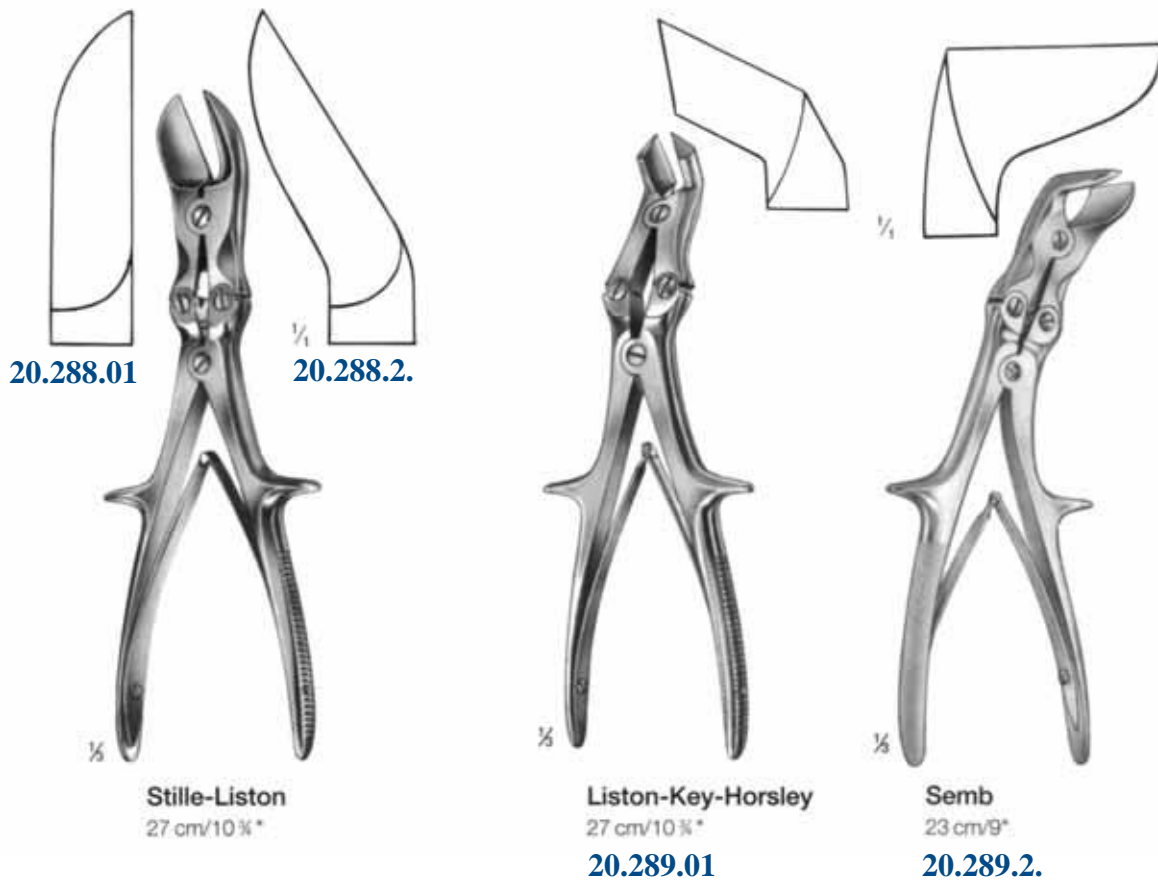 ¹⁄₁
¹⁄₁
20.288.01
20.288.2.
⅓
⅓
⅓
Stille-Liston
27 cm/10 ¾"
Liston-Key-Horsley
27 cm/10 ¾"
20.289.01
Semb
23 cm/9"
20.289.2.